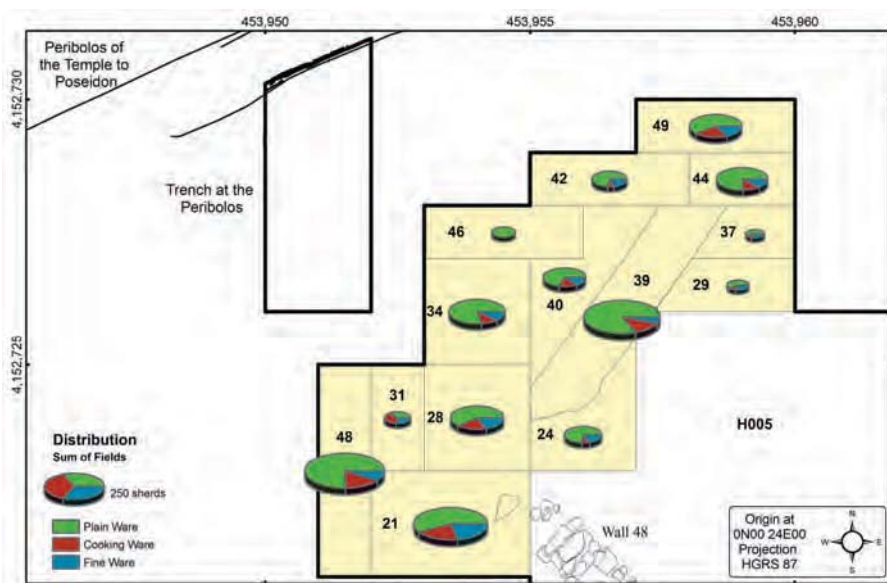 453,950
453,955
453,960
4,152,730
4,152,725
Peribolos of
the Temple to
Poseidon
Trench at the
Peribolos
49
42
44
46
37
39
29
40
34
31
28
24
48
21
H005
Wall 48
Distribution
Sum of Fields
250 sherds
Plain Ware
Cooking Ware
Fine Ware
Origin at
0N00 24E00
Projection
HGRS 87
N
W
E
S